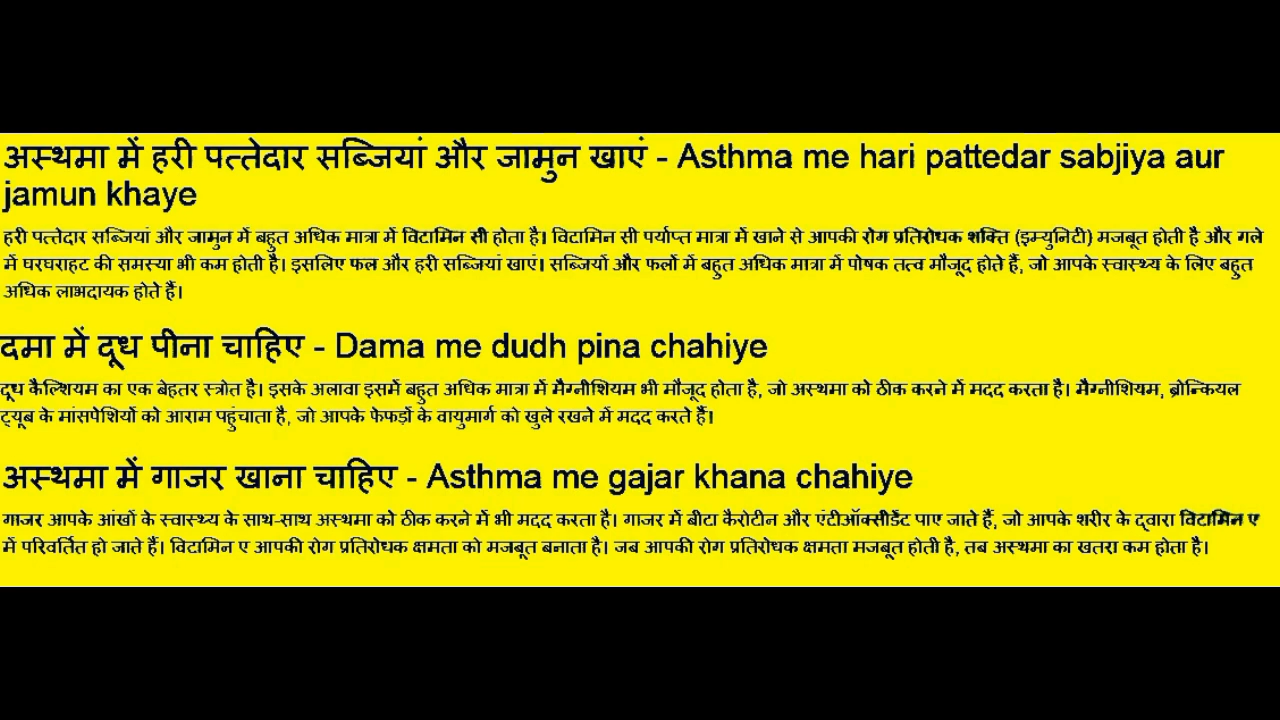 अस्थमा में हरी पत्तेदार सब्जियां और जामुन खाएं - Asthma me hari pattedar sabjiya aur
jamun khaye
हरी पत्तेदार सब्जियां और जामुन में बहुत अधिक मात्रा में विटामिन सी होता है। विटामिन सी पर्याप्त मात्रा में खाने से आपकी रोग प्रतिरोधक शक्ति (इम्युनिटी) मजबूत होती है और गले
में घरघराहट की समस्या भी कम होती है। इसलिए फल और हरी सब्जियां खाएं। सब्जियों और फलों में बहुत अधिक मात्रा में पोषक तत्व मौजूद होते हैं, जो आपके स्वास्थ्य के लिए बहुत
अधिक लाभदायक होते हैं।
दमा में दूध पीना चाहिए - Dama me dudh pina chahiye
दूध कैल्शियम का एक बेहतर स्त्रोत है। इसके अलावा इसमें बहुत अधिक मात्रा में मैग्नीशियम भी मौजूद होता है, जो अस्थमा को ठीक करने में मदद करता है। मैग्नीशियम, ब्रोन्कियल
ट्यूब के मांसपेशियों को आराम पहुंचाता है, जो आपके फेफड़ों के वायुमार्ग को खुले रखने में मदद करते हैं।
अस्थमा में गाजर खाना चाहिए - Asthma me gajar khana chahiye
गाजर आपके आंखों के स्वास्थ्य के साथ-साथ अस्थमा को ठीक करने में भी मदद करता है। गाजर में बीटा कैरोटीन और एंटीऑक्सीडेंट पाए जाते हैं, जो आपके शरीर के द्वारा विटामिन ए
में परिवर्तित हो जाते हैं। विटामिन ए आपकी रोग प्रतिरोधक क्षमता को मजबूत बनाता है। जब आपकी रोग प्रतिरोधक क्षमता मजबूत होती है, तब अस्थमा का खतरा कम होता है।